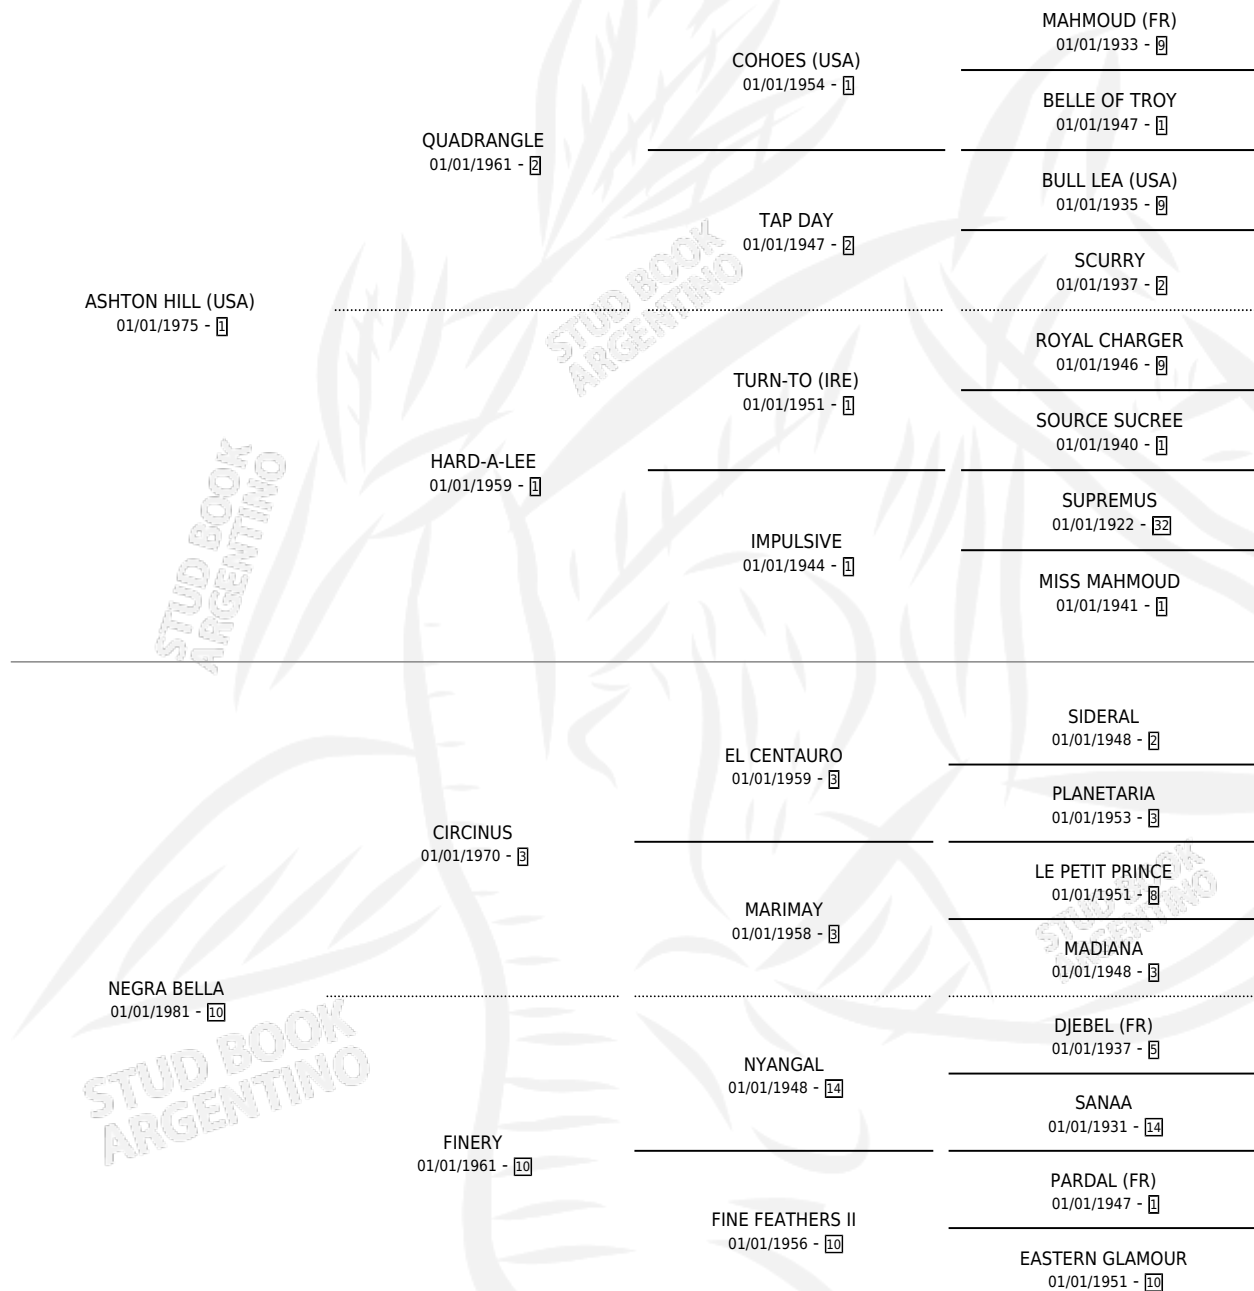 MAHMOUD (FR)
01/01/1933 - 9
COHOES (USA)
01/01/1954 - 1
BELLE OF TROY
01/01/1947 - 1
QUADRANGLE
01/01/1961 - 2
BULL LEA (USA)
01/01/1935 - 9
TAP DAY
01/01/1947 - 2
SCURRY
01/01/1937 - 2
ASHTON HILL (USA)
01/01/1975 - 1
ROYAL CHARGER
01/01/1946 - 9
TURN-TO (IRE)
01/01/1951 - 1
SOURCE SUCREE
01/01/1940 - 1
HARD-A-LEE
01/01/1959 - 1
SUPREMUS
01/01/1922 - 32
IMPULSIVE
01/01/1944 - 1
MISS MAHMOUD
01/01/1941 - 1
SIDERAL
01/01/1948 - 2
EL CENTAURO
01/01/1959 - 3
PLANETARIA
01/01/1953 - 3
CIRCINUS
01/01/1970 - 3
LE PETIT PRINCE
01/01/1951 - 8
MARIMAY
01/01/1958 - 3
MADIANA
01/01/1948 - 3
NEGRA BELLA
01/01/1981 - 10
DJEBEL (FR)
01/01/1937 - 5
NYANGAL
01/01/1948 - 14
SANAA
01/01/1931 - 14
FINERY
01/01/1961 - 10
PARDAL (FR)
01/01/1947 - 1
FINE FEATHERS II
01/01/1956 - 10
EASTERN GLAMOUR
01/01/1951 - 10
STUD BOOK
ARGENTINO
STUD BOOK
ARGENTINO
STUD BOOK
ARGENTINO
STUD BOOK
ARGENTINO